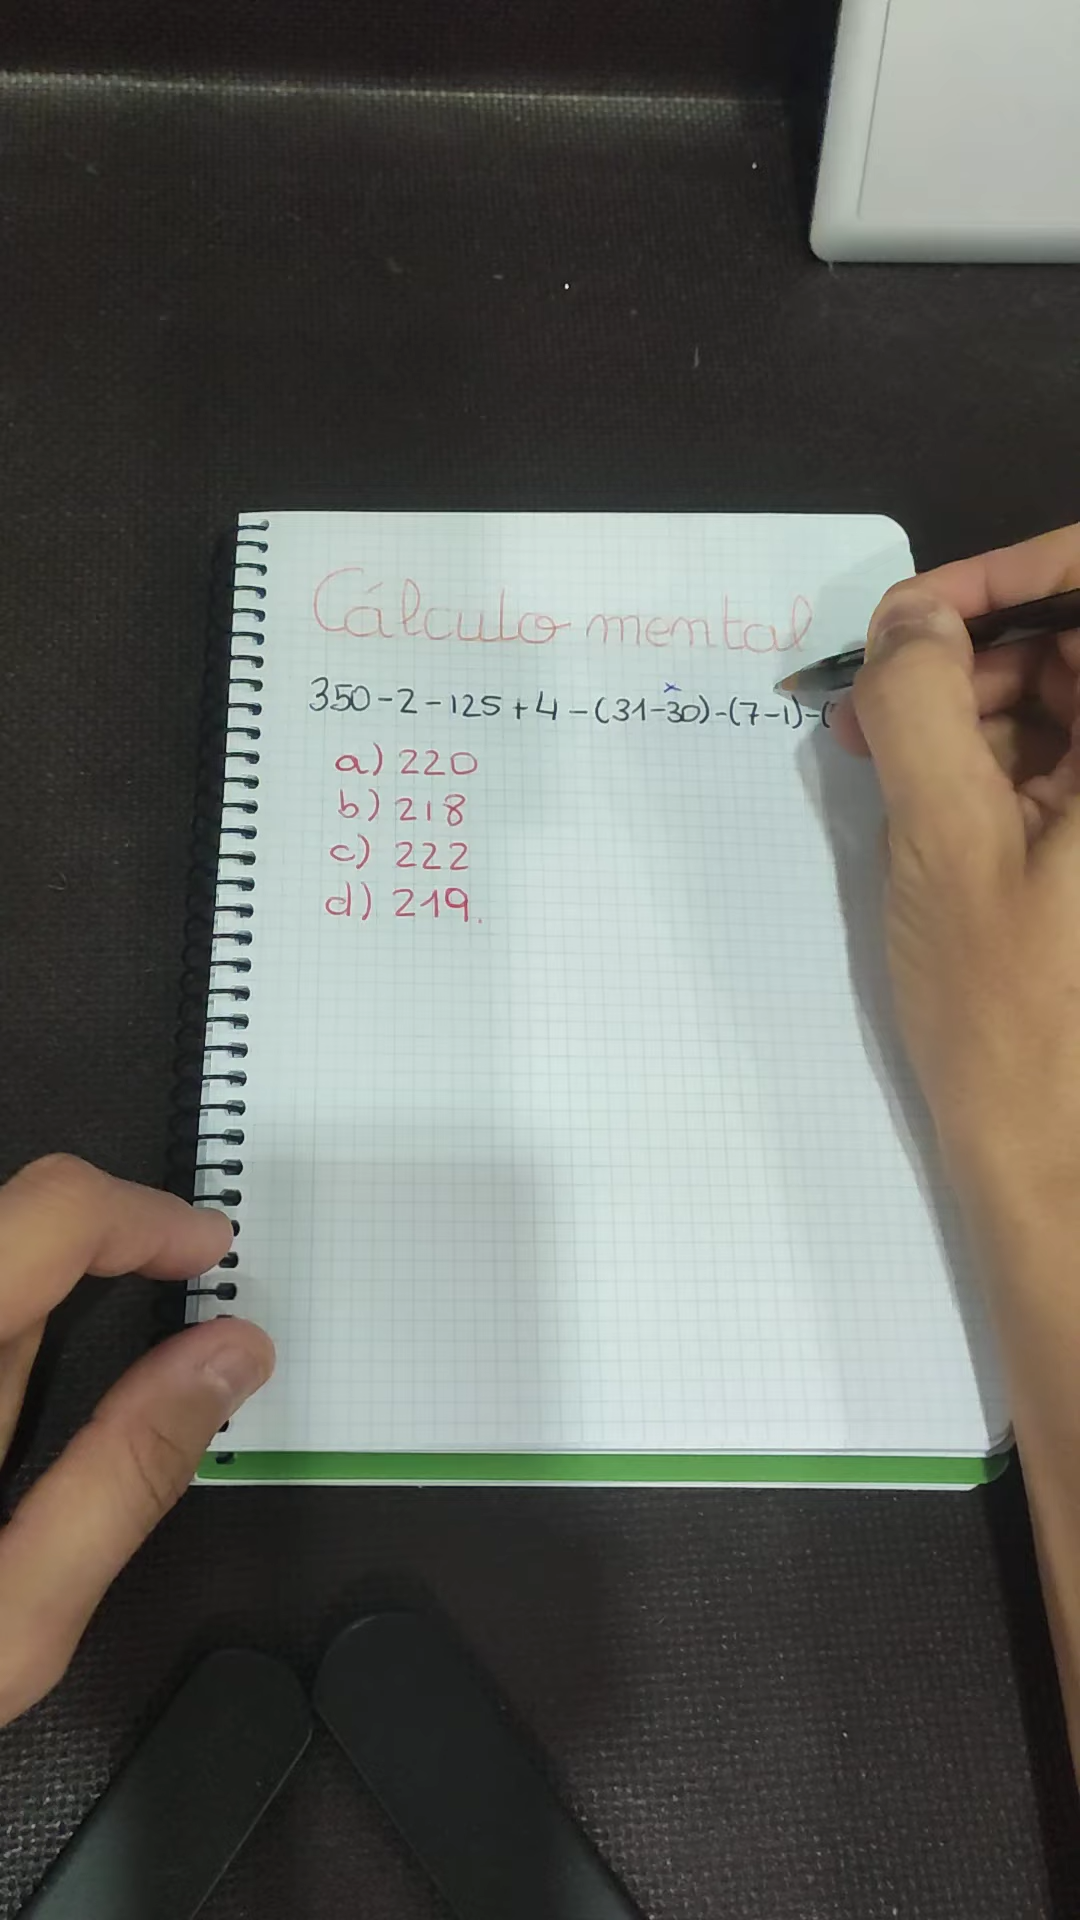 Cálculo mental
350-2-125+4-(31-30)-(7-1)-(
a) 220
b) 218
c) 222
d) 219.